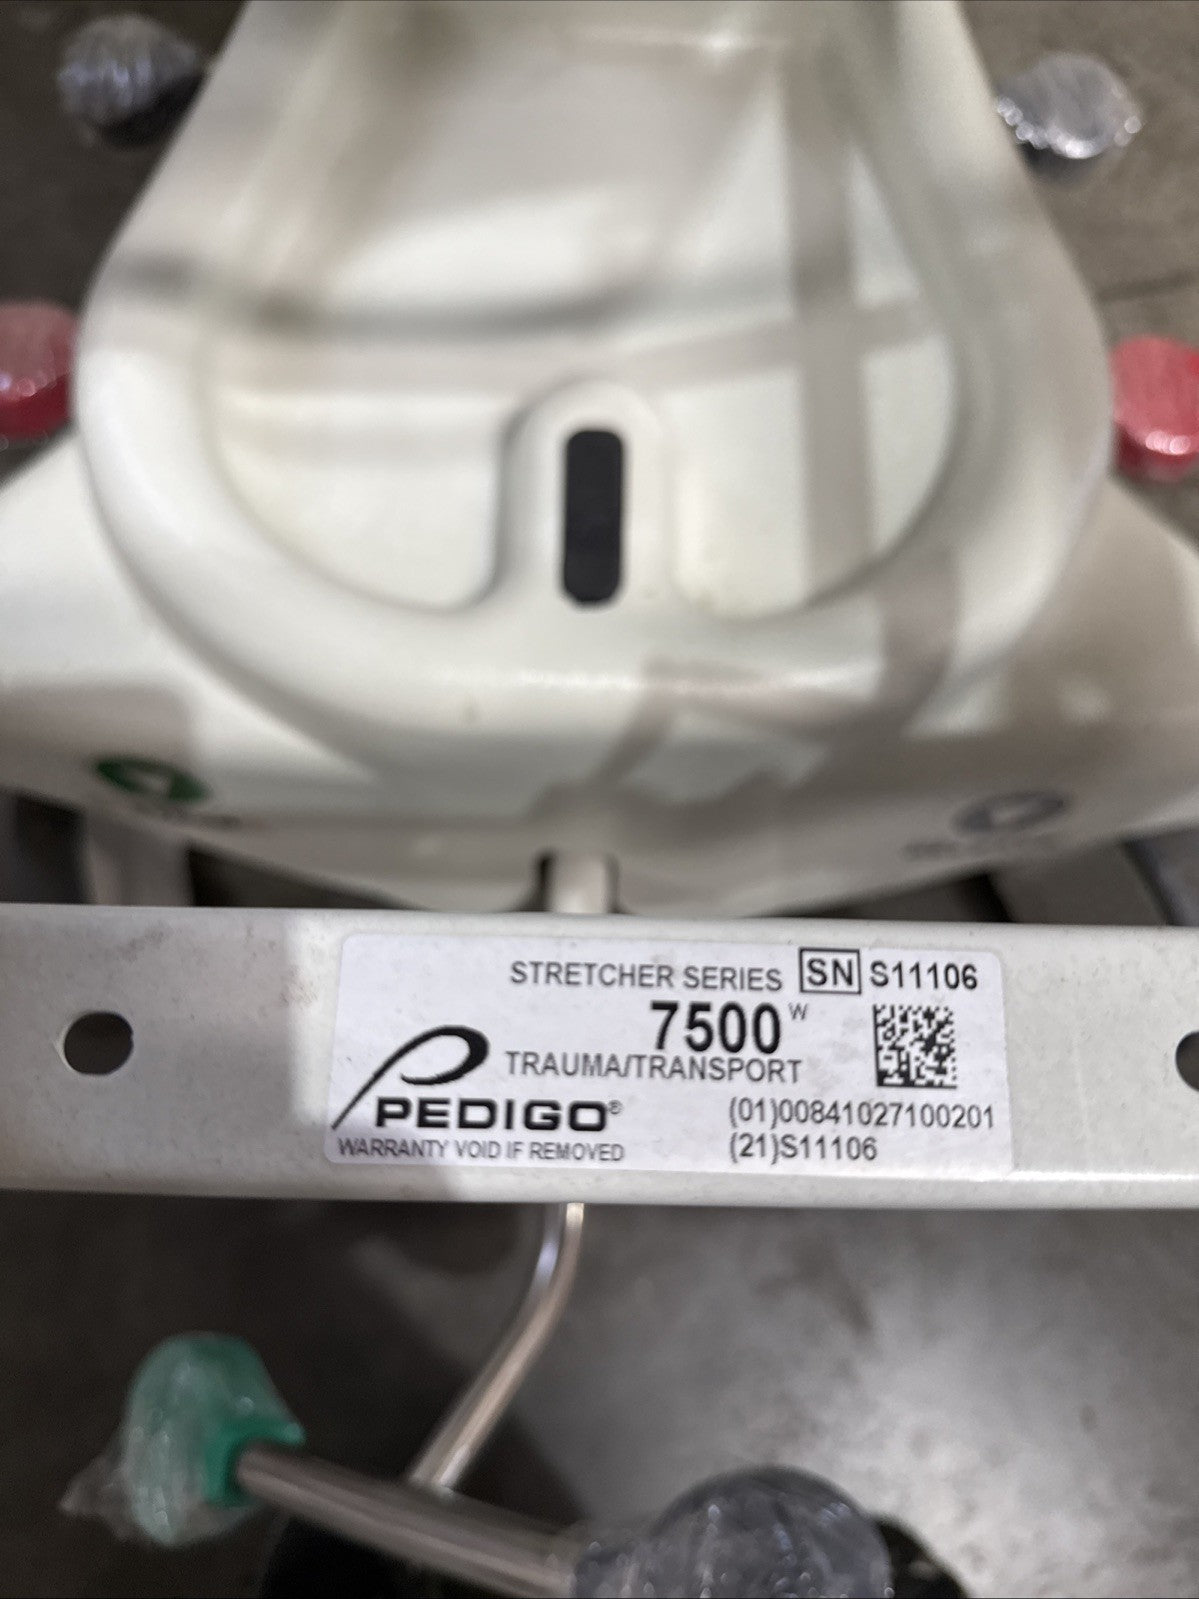 STRETCHER SERIES SN S11106
7500 W
TRAUMA/TRANSPORT
PEDIGO®
(01)00841027100201
WARRANTY VOID IF REMOVED
(21)S11106